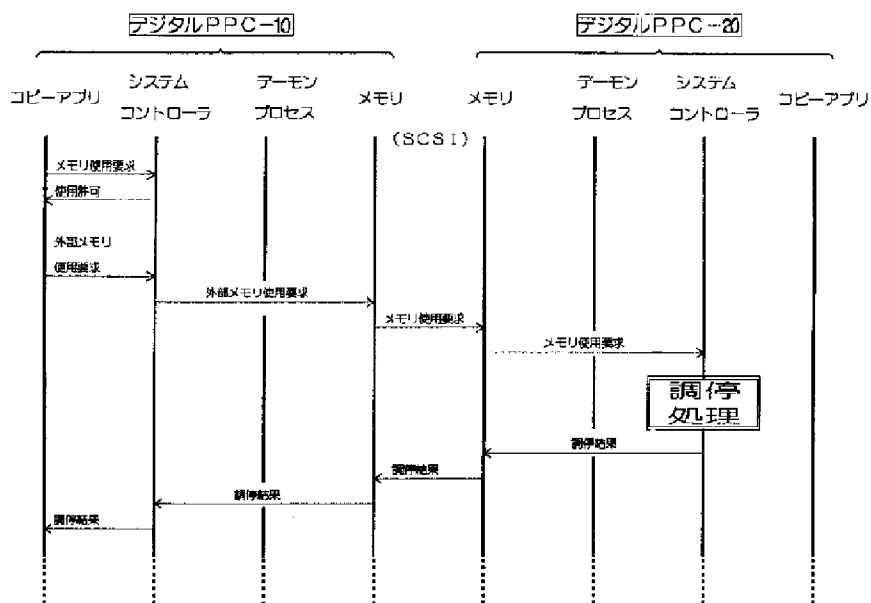 デジタルPPC-10
デジタルPPC-20
コピーアプリ
システム
コントローラ
デーモン
プロセス
メモリ
メモリ
デーモン
プロセス
システム
コントローラ
コピーアプリ
(SCSI)
メモリ使用要求
使用許可
外部メモリ
使用要求
外部メモリ使用要求
メモリ使用要求
メモリ使用要求
調停
処理
調停結果
調停結果
調停結果
調停結果